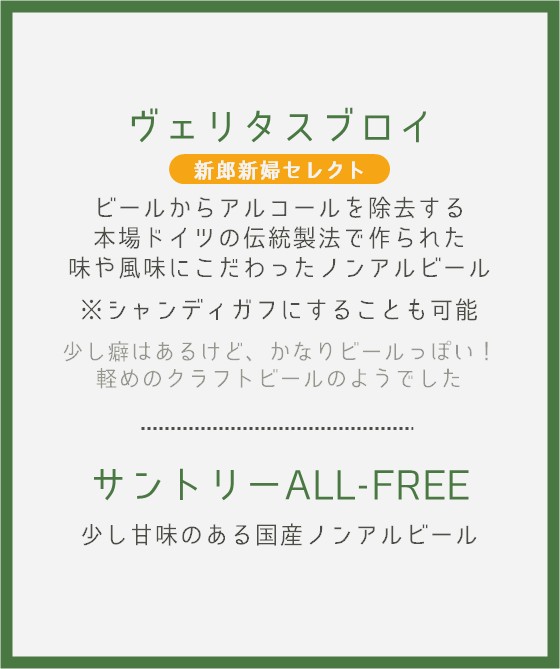 ヴェリタスブロイ
新郎新婦セレクト
ビールからアルコールを除去する
本場ドイツの伝統製法で作られた
味や風味にこだわったノンアルビール
※シャンディガフにすることも可能
少し癖はあるけど、かなりビールっぽい！
軽めのクラフトビールのようでした
サントリーALL-FREE
少し甘味のある国産ノンアルビール